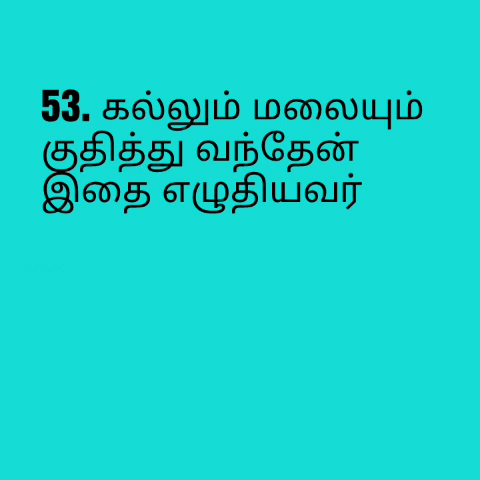 53. கல்லும் மலையும்
குதித்து வந்தேன்
இதை எழுதியவர்